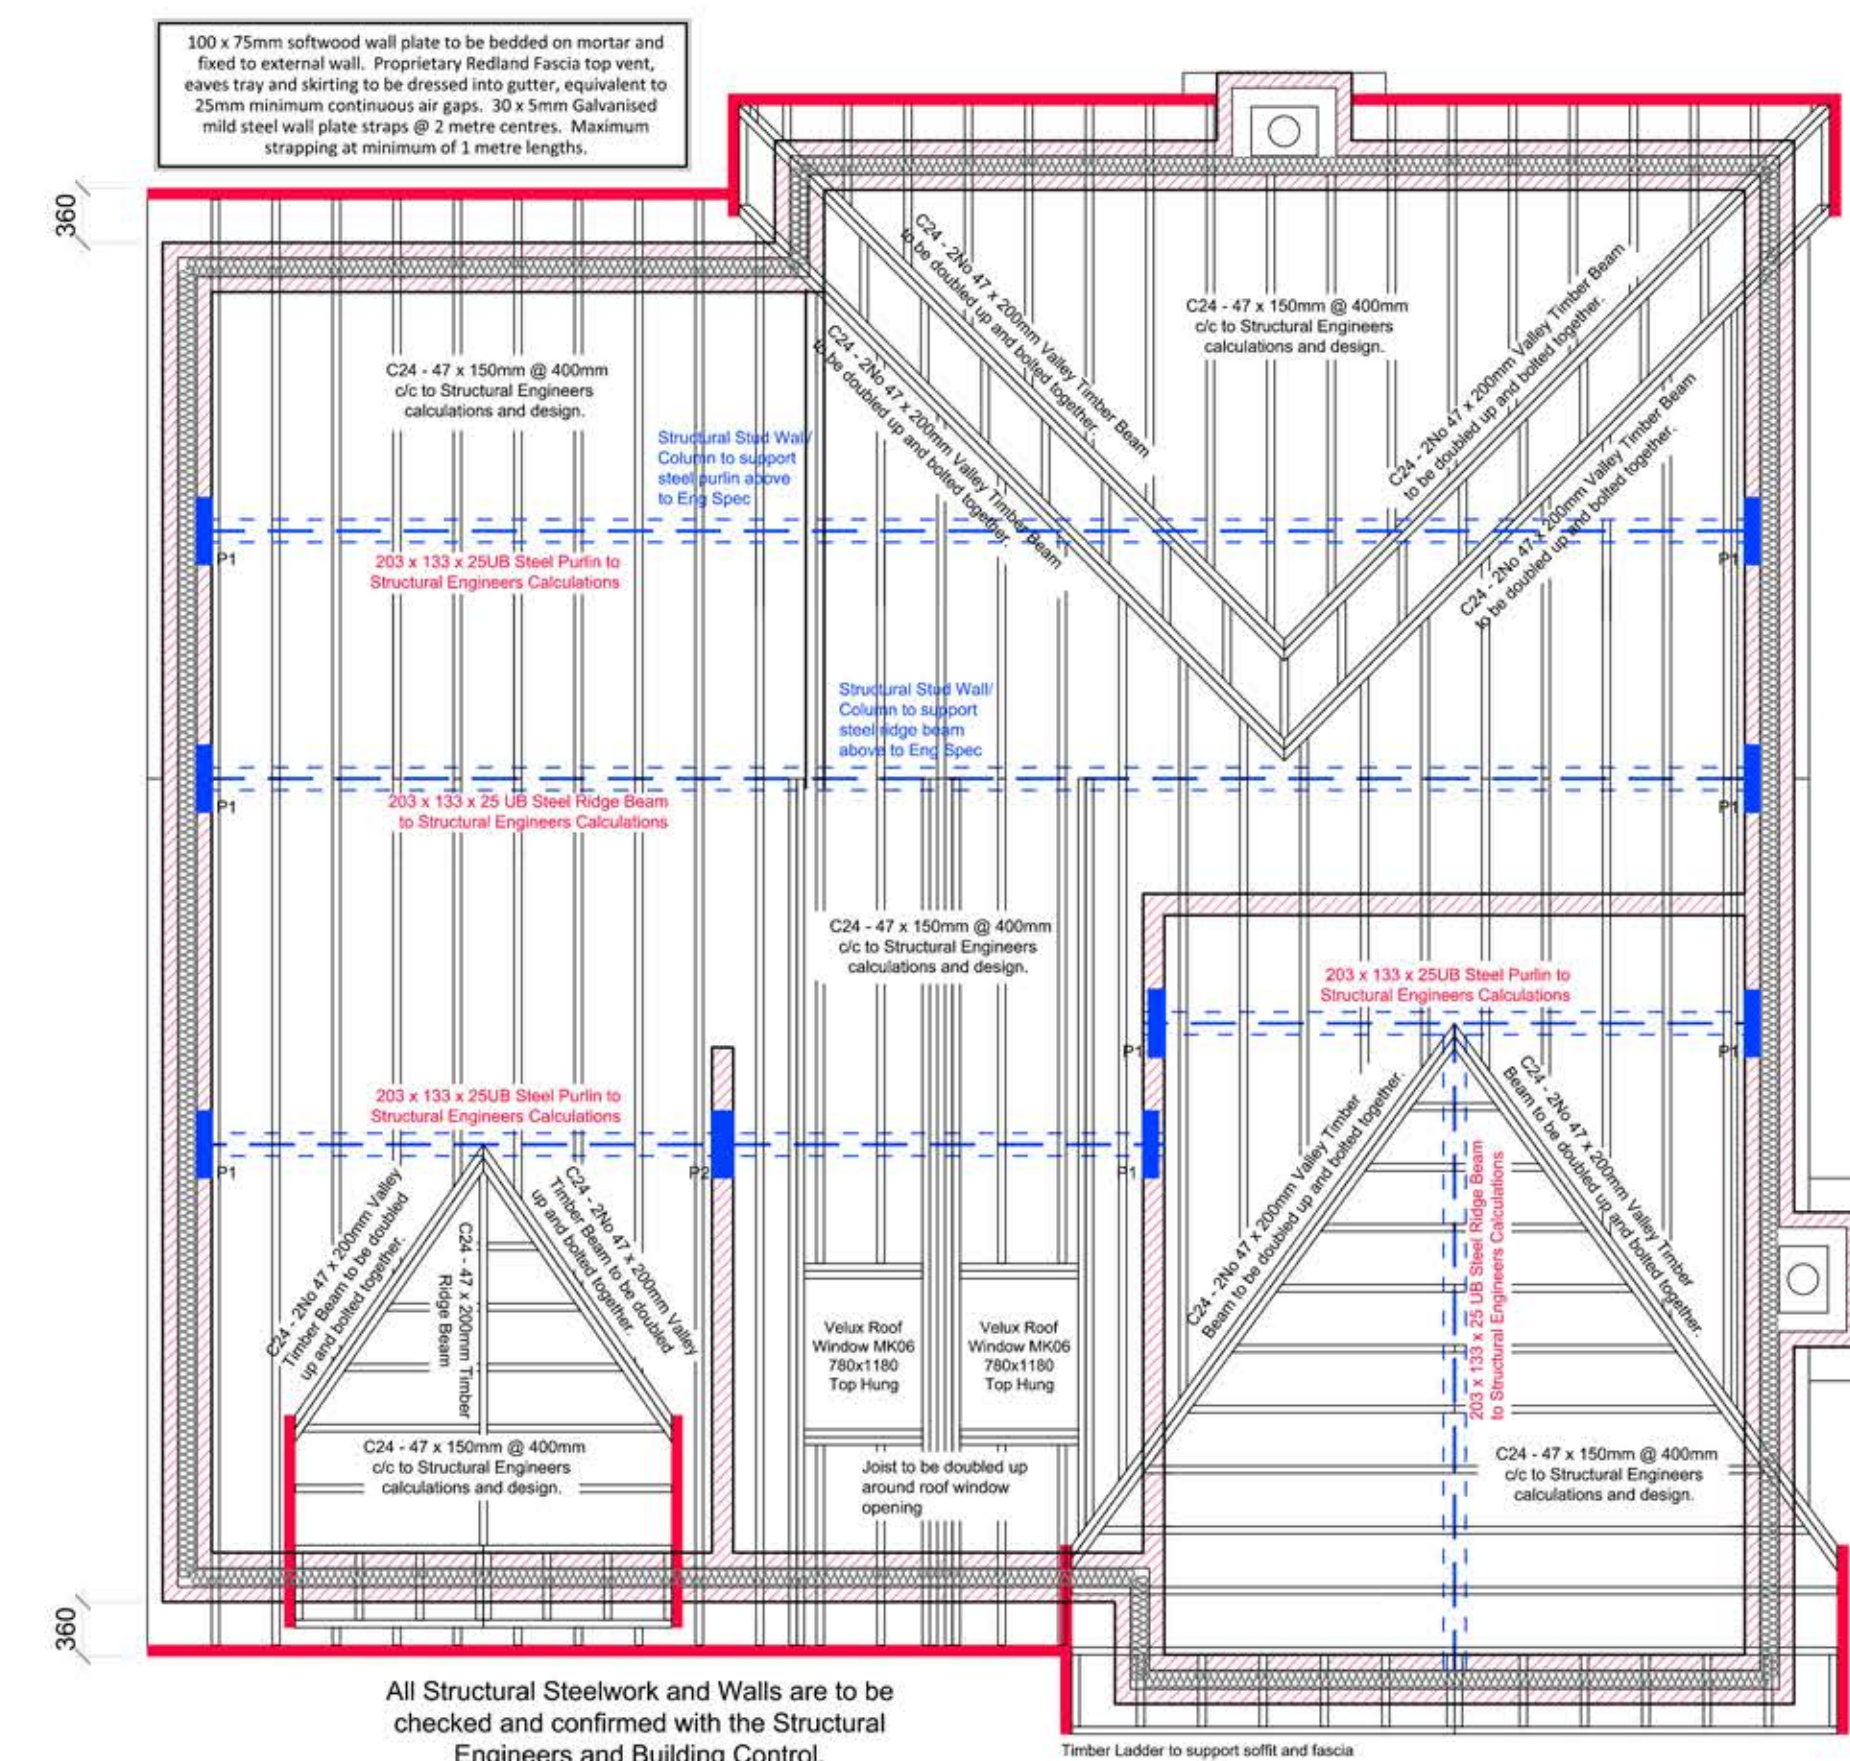 100 x 75mm softwood wall plate to be bedded on mortar and
fixed to external wall.  Proprietary Redland Fascia top vent,
eaves tray and skirting to be dressed into gutter, equivalent to
25mm minimum continuous air gaps.  30 x 5mm Galvanised
mild steel wall plate straps @ 2 metre centres.  Maximum
strapping at minimum of 1 metre lengths.
360
C24 - 2No 47 x 200mm Valley Timber Beam
to be doubled up and bolted together.
C24 - 2No 47 x 200mm Valley Timber Beam
to be doubled up and bolted together.
C24 - 47 x 150mm @ 400mm
c/c to Structural Engineers
calculations and design.
C24 - 2No 47 x 200mm Valley Timber Beam
to be doubled up and bolted together.
C24 - 2No 47 x 200mm Valley Timber Beam
to be doubled up and bolted together.
C24 - 47 x 150mm @ 400mm
c/c to Structural Engineers
calculations and design.
Structural Stud Wall/
Column to support
steel purlin above
to Eng Spec
P1
203 x 133 x 25UB Steel Purlin to
Structural Engineers Calculations
P1
Structural Stud Wall/
Column to support
steel ridge beam
above to Eng Spec
P1
203 x 133 x 25 UB Steel Ridge Beam
to Structural Engineers Calculations
P1
C24 - 47 x 150mm @ 400mm
c/c to Structural Engineers
calculations and design.
203 x 133 x 25UB Steel Purlin to
Structural Engineers Calculations
P1
P1
203 x 133 x 25UB Steel Purlin to
Structural Engineers Calculations
P1
P2
P1
C24 - 2No 47 x 200mm Valley
Timber Beam to be doubled
up and bolted together.
C24 - 47 x 200mm Timber
Ridge Beam
C24 - 2No 47 x 200mm Valley
Timber Beam to be doubled
up and bolted together.
C24 - 2No 47 x 200mm Valley Timber
Beam to be doubled up and bolted together.
203 x 133 x 25 UB Steel Ridge Beam
to Structural Engineers Calculations
C24 - 2No 47 x 200mm Valley Timber
Beam to be doubled up and bolted together.
Velux Roof
Window MK06
780x1180
Top Hung
Velux Roof
Window MK06
780x1180
Top Hung
C24 - 47 x 150mm @ 400mm
c/c to Structural Engineers
calculations and design.
Joist to be doubled up
around roof window
opening
C24 - 47 x 150mm @ 400mm
c/c to Structural Engineers
calculations and design.
360
All Structural Steelwork and Walls are to be
checked and confirmed with the Structural
Engineers and Building Control.
Timber Ladder to support soffit and fascia